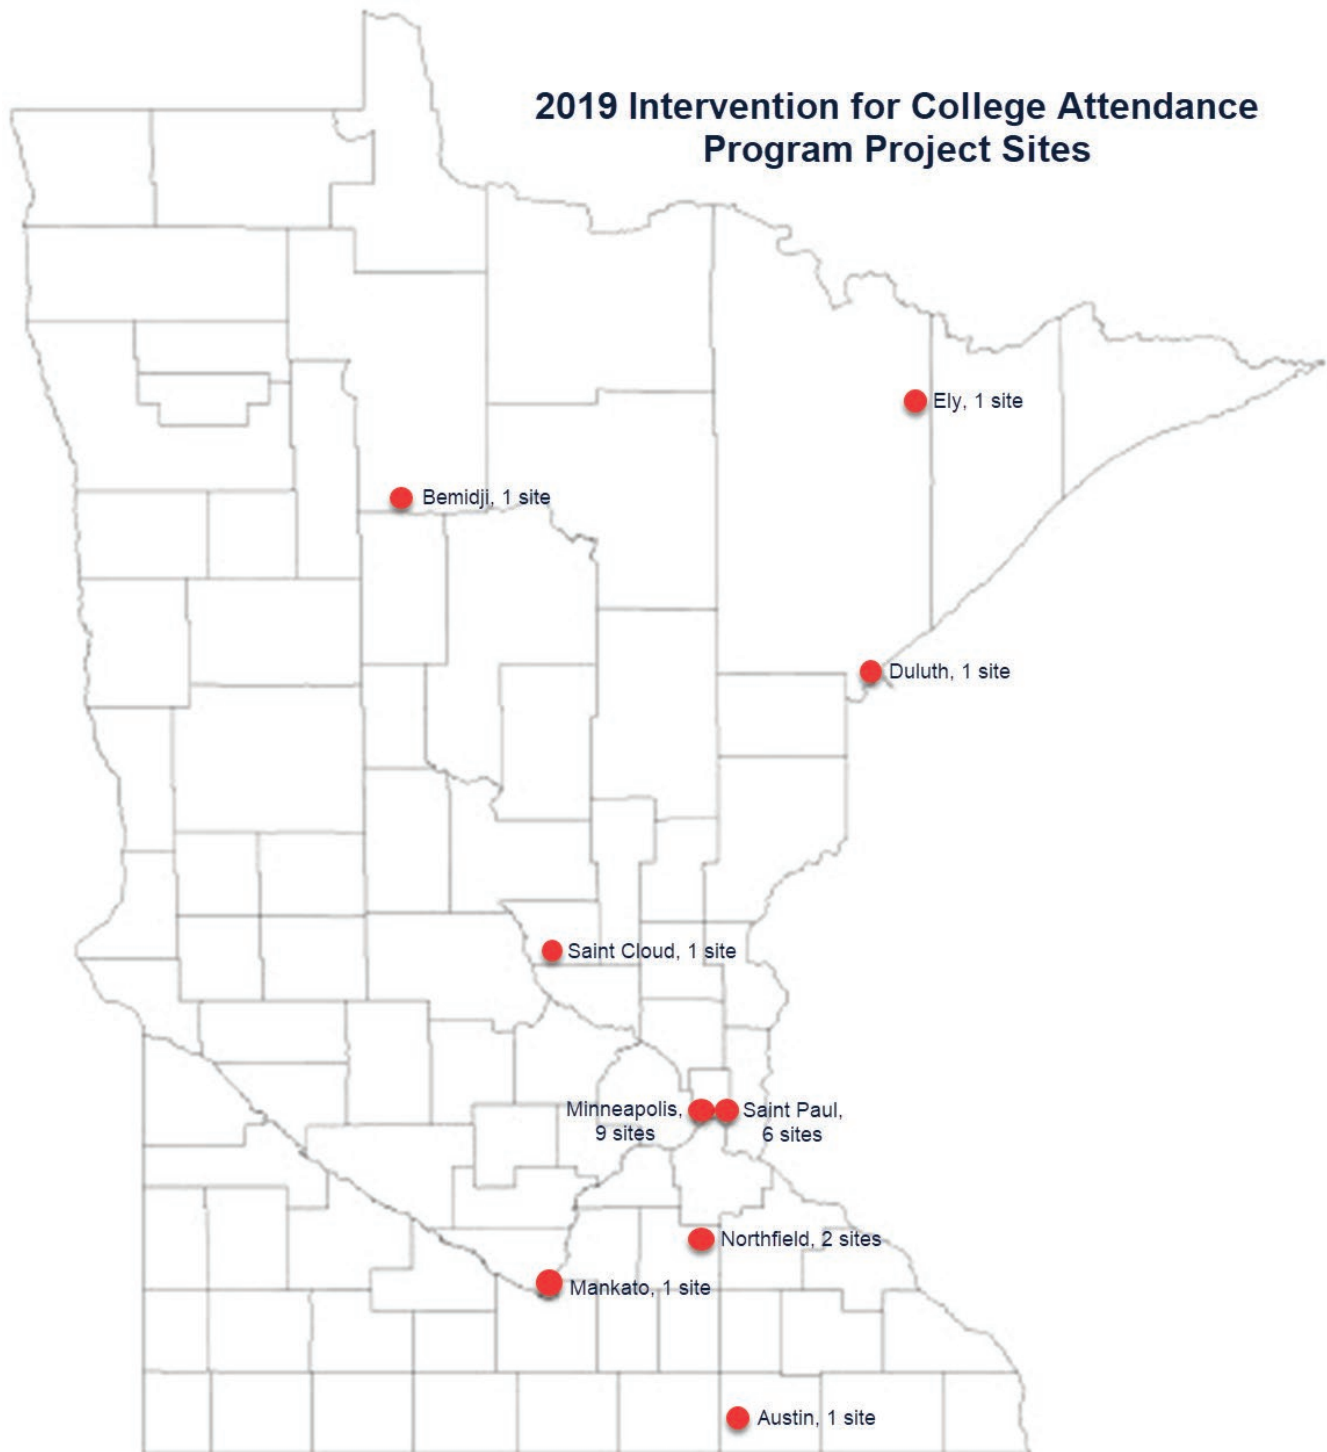 2019 Intervention for College Attendance
Program Project Sites
Ely, 1 site
Bemidji, 1 site
Duluth, 1 site
Saint Cloud, 1 site
Minneapolis,
9 sites
Saint Paul,
6 sites
Northfield, 2 sites
Mankato, 1 site
Austin, 1 site